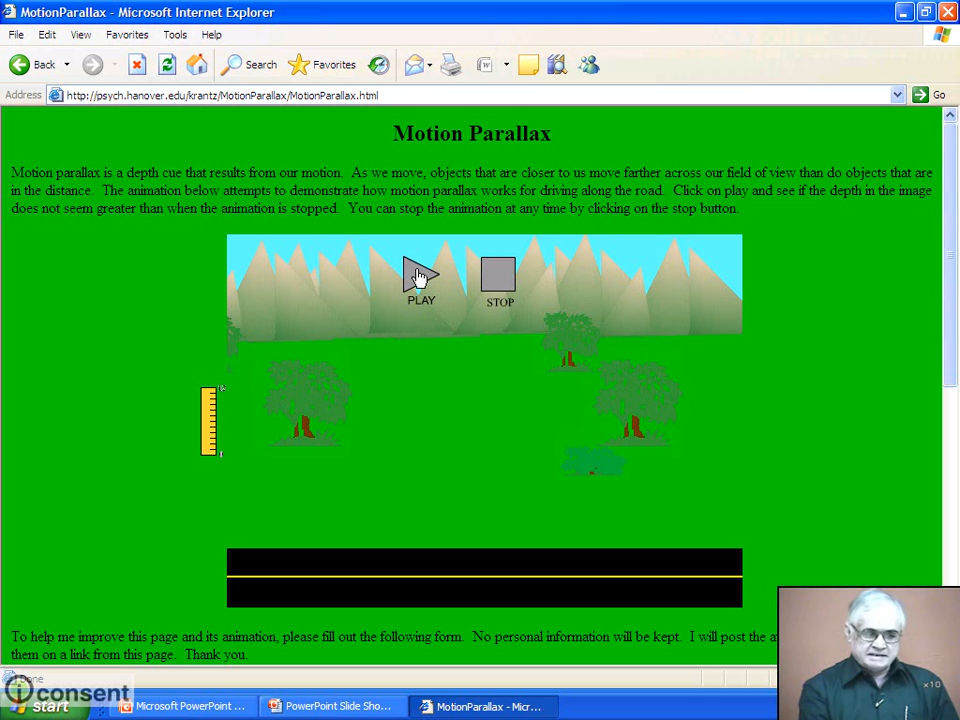 MotionParallax - Microsoft Internet Explorer
File Edit View Favorites Tools Help
Back Search Favorites
Address http://psych.hanover.edu/krantz/MotionParallax/MotionParallax.html Go
Motion Parallax
Motion parallax is a depth cue that results from our motion. As we move, objects that are closer to us move farther across our field of view than do objects that are
in the distance. The animation below attempts to demonstrate how motion parallax works for driving along the road. Click on play and see if the depth in the image
does not seem greater than when the animation is stopped. You can stop the animation at any time by clicking on the stop button.
PLAY STOP
To help me improve this page and its animation, please fill out the following form. No personal information will be kept. I will post the
them on a link from this page. Thank you.
Done
consent
×10
start Microsoft PowerPoint ... PowerPoint Slide Sho... MotionParallax - Micr...